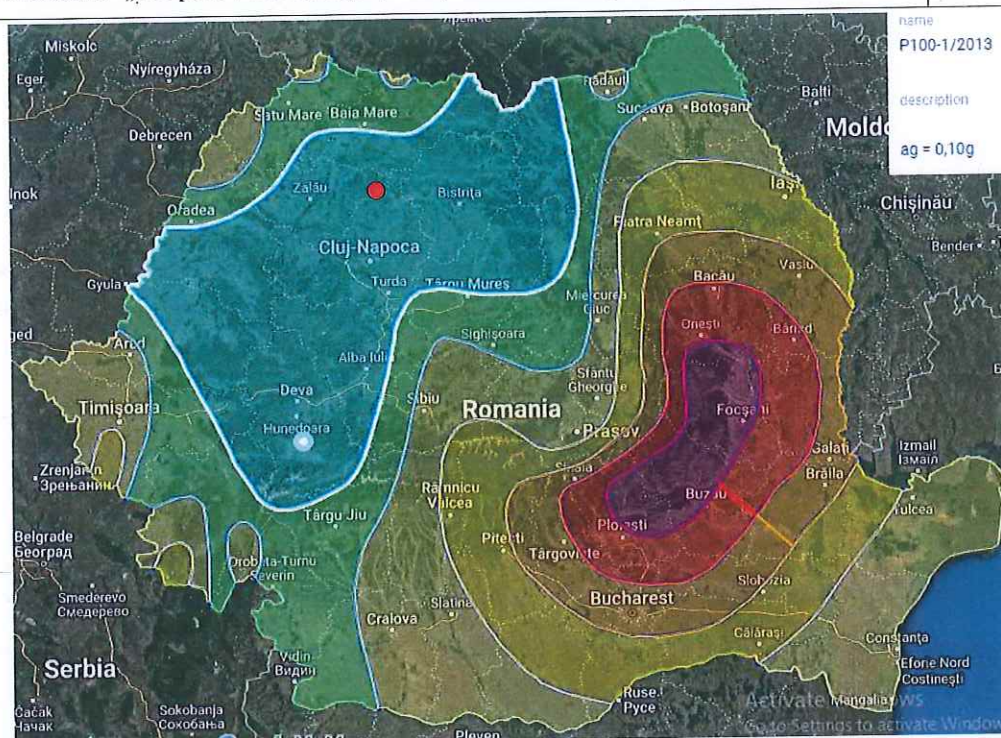 name
P100-1/2013
description
ag = 0,10g
Miskolc
Eger
Nyíregyháza
Debrecen
Satu Mare
Baia Mare
Rădăuți
Suceava
Botoșani
Balti
Moldo
Iași
Chișinău
Bender
Zalău
Bistrița
Oradea
Cluj-Napoca
Piatra Neamț
Gyula
Turda
Târgu Mureș
Bacău
Vaslui
Miercurea
Ciuc
Onești
Bârlad
Sighișoara
Arad
Alba Iulia
Sfântu
Gheorghe
Deva
Sibiu
Romania
Focșani
Timișoara
Hunedoara
Brașov
Galați
Izmail
Ізмаїл
Zrenjanin
Зрењанин
Sinaia
Brăila
Râmnicu
Vâlcea
Buzău
Tulcea
Târgu Jiu
Ploiești
Belgrade
Београд
Pitești
Târgoviște
Drobeta-Turnu
Severin
Slobozia
Smederevo
Смедерево
Bucharest
Slatina
Craiova
Călărași
Constanța
Vidin
Видин
Eforie Nord
Costinești
Serbia
Ruse
Русе
Mangalia
Čačak
Чачак
Sokobanja
Сокобања
Pleven
Activate Windows
Go to Settings to activate Window